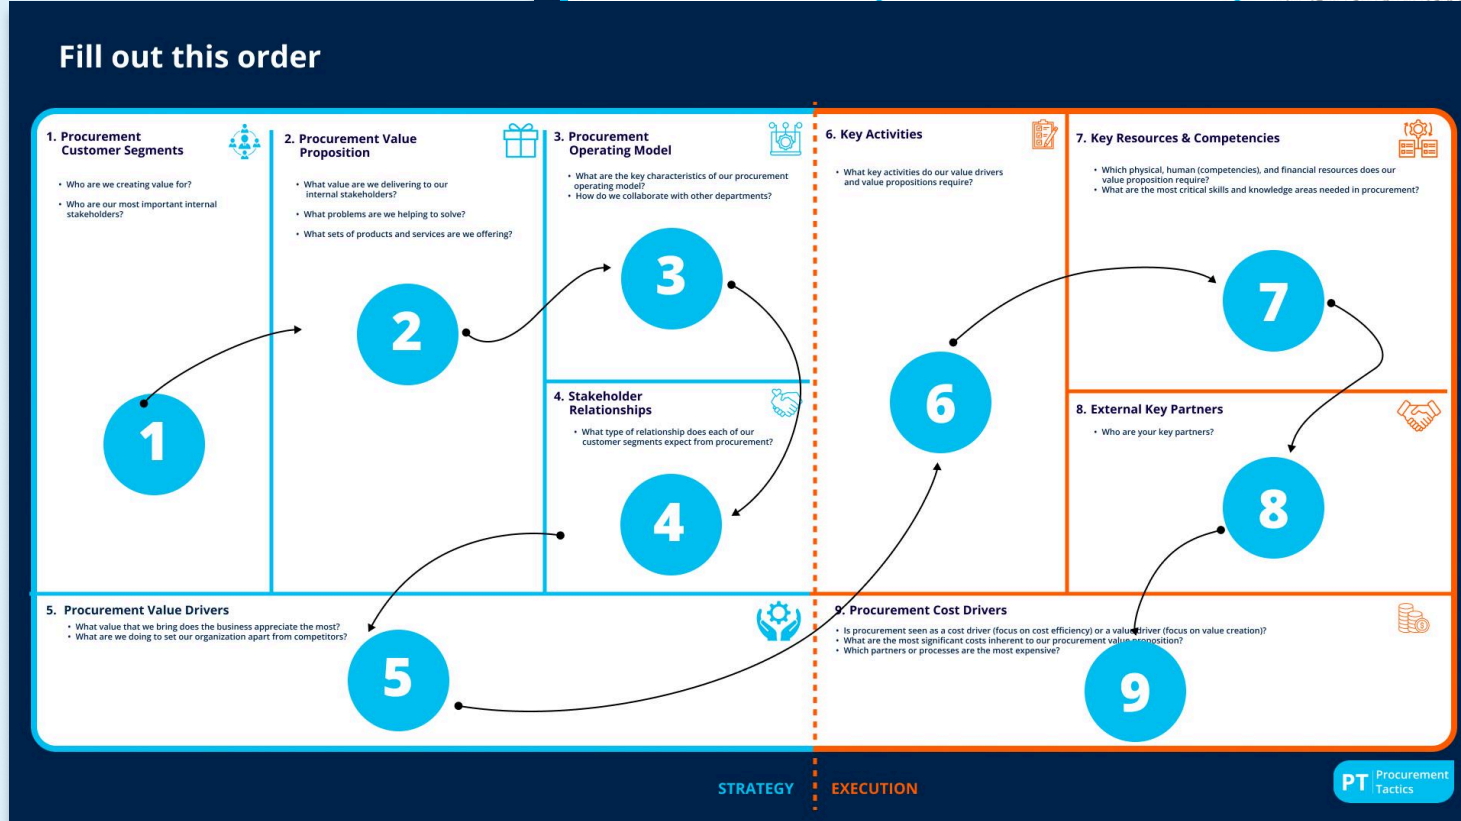 Fill out this order
1. Procurement
Customer Segments
• Who are we creating value for?
• Who are our most important internal
stakeholders?
1
2. Procurement Value
Proposition
• What value are we delivering to our
internal stakeholders?
• What problems are we helping to solve?
• What sets of products and services are we offering?
2
3. Procurement
Operating Model
• What are the key characteristics of our procurement
operating model?
• How do we collaborate with other departments?
3
4. Stakeholder
Relationships
• What type of relationship does each of our
customer segments expect from procurement?
4
5. Procurement Value Drivers
• What value that we bring does the business appreciate the most?
• What are we doing to set our organization apart from competitors?
5
6. Key Activities
• What key activities do our value drivers
and value propositions require?
6
7. Key Resources & Competencies
• Which physical, human (competencies), and financial resources does our
value proposition require?
• What are the most critical skills and knowledge areas needed in procurement?
7
8. External Key Partners
• Who are your key partners?
8
9. Procurement Cost Drivers
• Is procurement seen as a cost driver (focus on cost efficiency) or a value driver (focus on value creation)?
• What are the most significant costs inherent to our procurement value proposition?
• Which partners or processes are the most expensive?
9
STRATEGY
EXECUTION
PT Procurement
Tactics